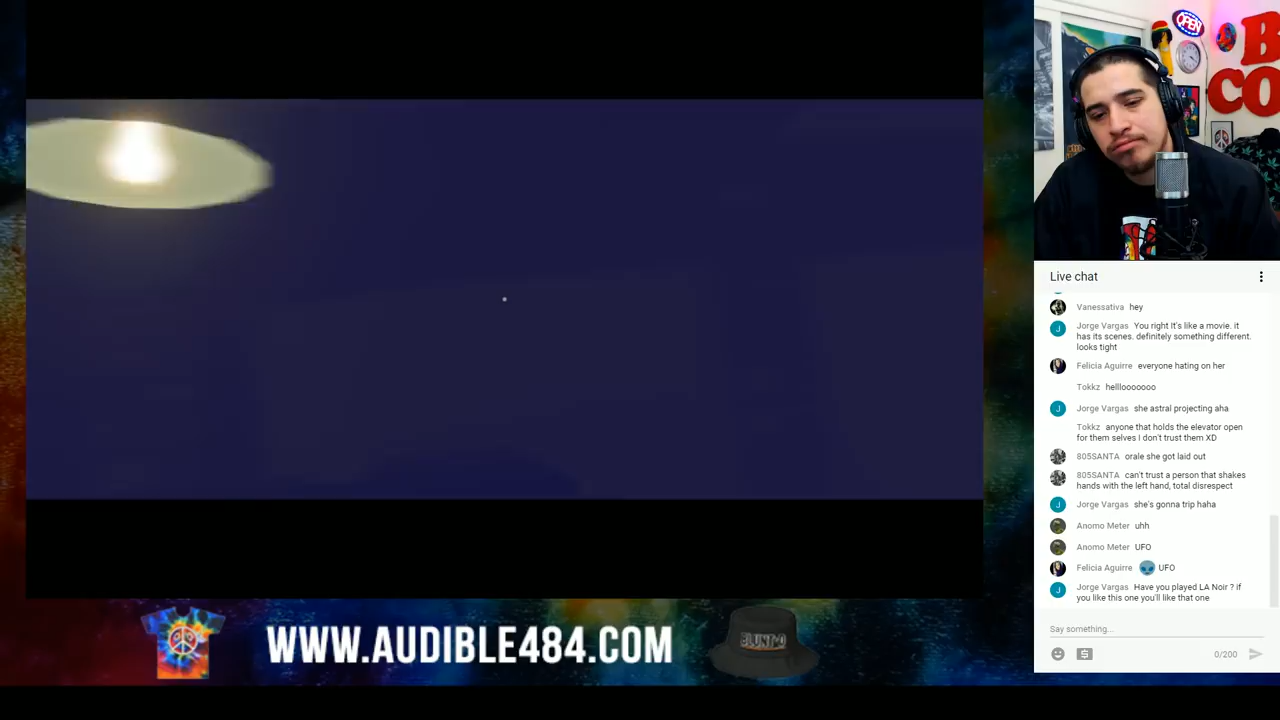 OPEN
B
CO
Live chat
Vanessativa hey
Jorge Vargas You right It's like a movie. it
has its scenes. definitely something different.
looks tight
Felicia Aguirre everyone hating on her
Tokkz hellloooooooo
Jorge Vargas she astral projecting aha
Tokkz anyone that holds the elevator open
for them selves I don't trust them XD
805SANTA orale she got laid out
805SANTA can't trust a person that shakes
hands with the left hand, total disrespect
Jorge Vargas she's gonna trip haha
Anomo Meter uhh
Anomo Meter UFO
Felicia Aguirre UFO
Jorge Vargas Have you played LA Noir ? if
you like this one you'll like that one
Say something...
0/200
WWW.AUDIBLE484.COM